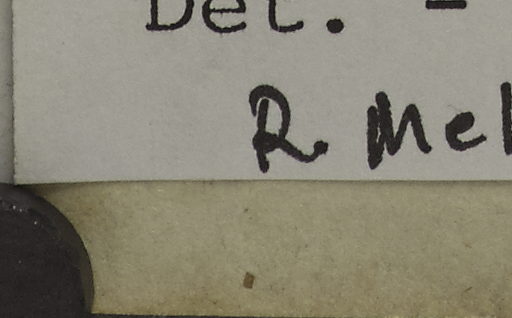 Det. -
R Mel